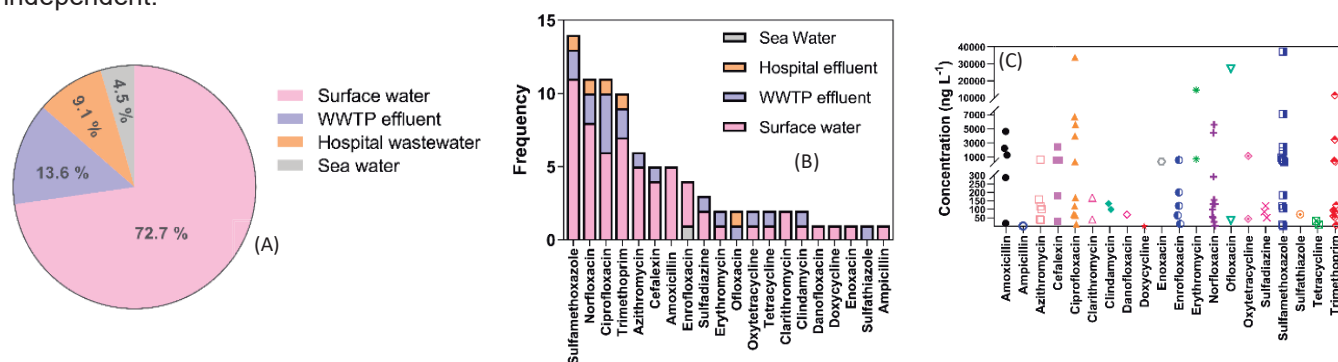 independent.
4.5 %
9.1 %
13.6 %
72.7 %
(A)
Surface water
WWTP effluent
Hospital wastewater
Sea water
Frequency
15
10
5
0
Sea Water
Hospital effluent
WWTP effluent
Surface water
(B)
Sulfamethoxazole
Norfloxacin
Ciprofloxacin
Trimethoprim
Azithromycin
Cefalexin
Amoxicillin
Enrofloxacin
Sulfadiazine
Erythromycin
Ofloxacin
Oxytetracycline
Tetracycline
Clarithromycin
Clindamycin
Danofloxacin
Doxycycline
Enoxacin
Sulfathiazole
Ampicillin
(C)
Concentration (ng L-1)
40000
30000
20000
10000
7000
5000
3000
1000
300
250
200
150
100
50
Amoxicillin
Ampicillin
Azithromycin
Cefalexin
Ciprofloxacin
Clarithromycin
Clindamycin
Danofloxacin
Doxycycline
Enoxacin
Enrofloxacin
Erythromycin
Norfloxacin
Ofloxacin
Oxytetracycline
Sulfadiazine
Sulfamethoxazole
Sulfathiazole
Tetracycline
Trimethoprim